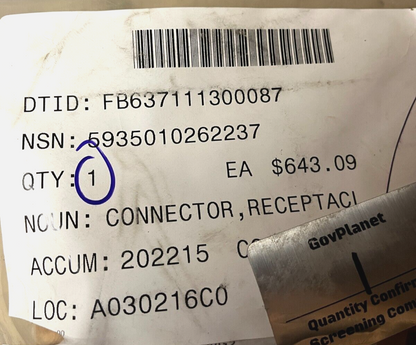 DTID: FB637111300087
NSN: 5935010262237
QTY: 1 EA $643.09
NOUN: CONNECTOR,RECEPTACL
ACCUM: 202215 C
LOC: A030216C0
GovPlanet
Quantity Confir
Screening Com